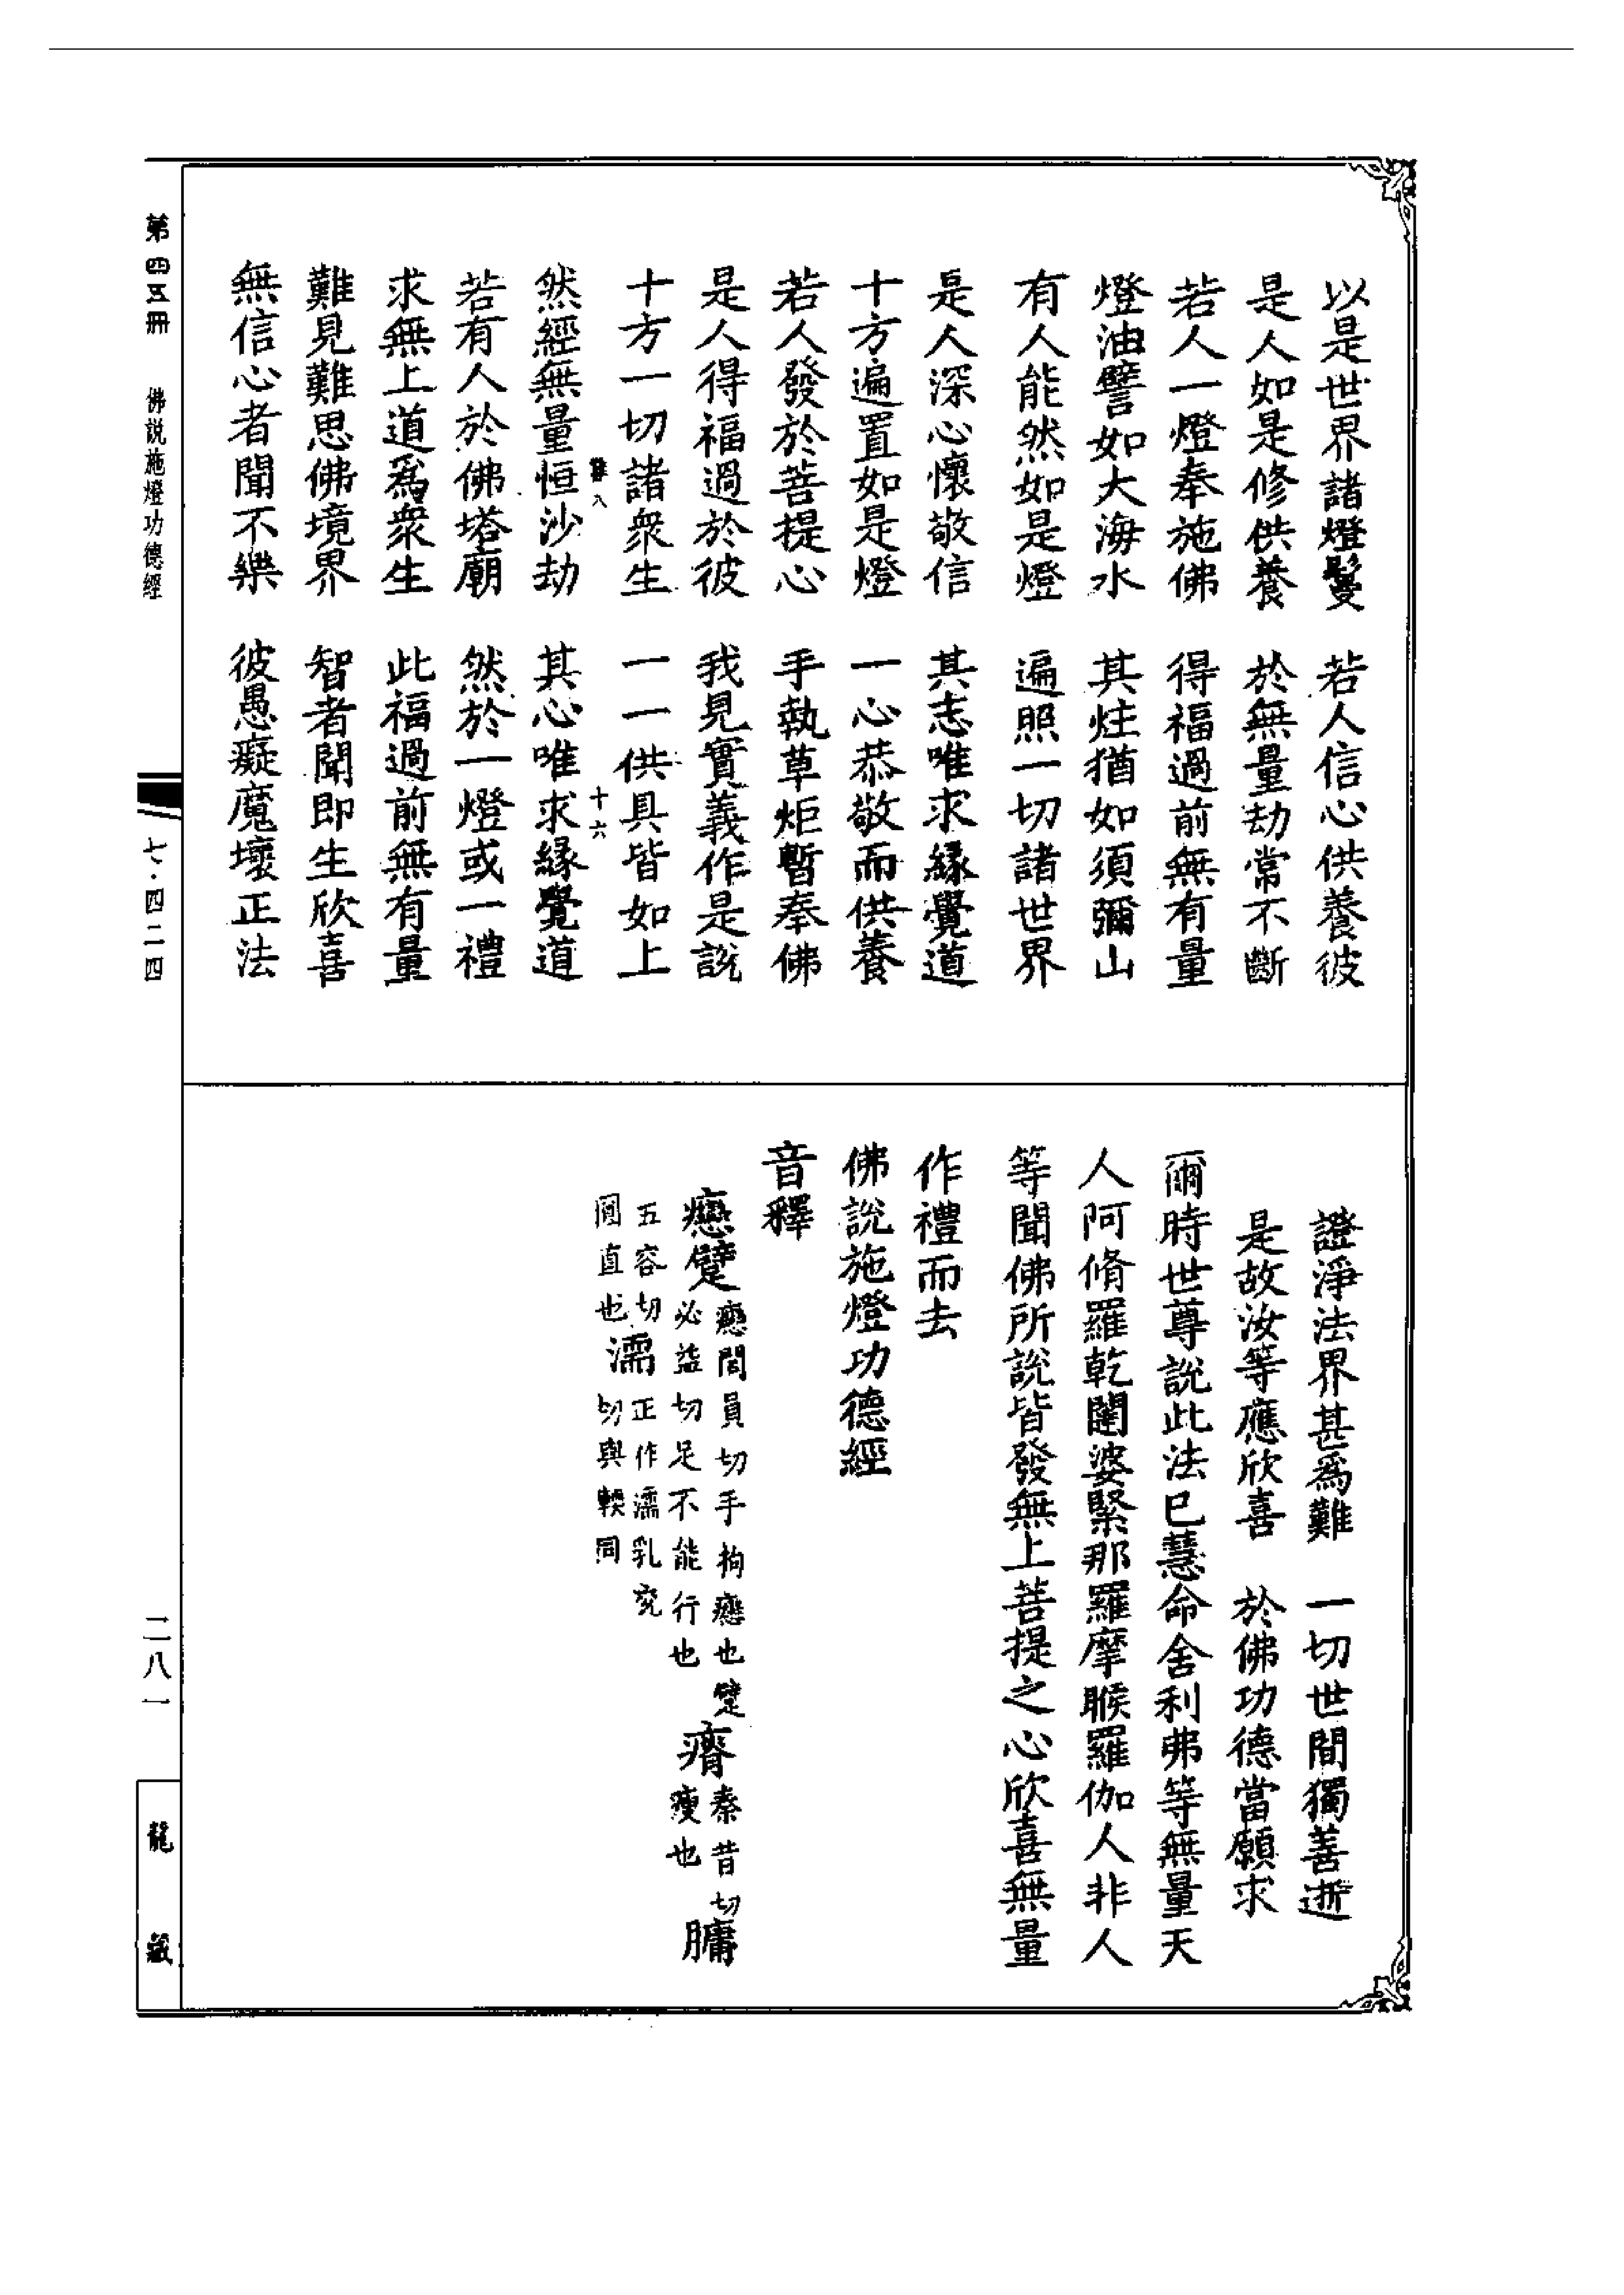 以是世界諸燈鬘　若人信心供養彼
是人如是修供養　於無量劫常不斷
若人一燈奉施佛　得福過前無有量
燈油譬如大海水　其炷猶如須彌山
有人能然如是燈　遍照一切諸世界
是人深心懷敬信　其志唯求緣覺道
十方遍置如是燈　一心恭敬而供養
若人發於菩提心　手執草炬暫奉佛
是人得福過於彼　我見實義作是說
十方一切諸衆生　一一供具皆如上
八　十六
然經無量恒沙劫　其心唯求緣覺道
若有人於佛塔廟　然於一燈或一禮
求無上道爲衆生　此福過前無有量
難見難思佛境界　智者聞即生欣喜
無信心者聞不樂　彼愚癡魔壞正法
證淨法界甚爲難　一切世間獨善逝
是故汝等應欣喜　於佛功德當願求
爾時世尊說此法已慧命舍利弗等無量天
人阿脩羅乾闥婆緊那羅摩睺羅伽人非人
等聞佛所說皆發無上菩提之心欣喜無量
作禮而去
佛說施燈功德經
音釋
癴躄癴閭員切手拘癴也躄必益切足不能行也瘠秦昔切瘦也𦟛
五容切圓直也濡正作濡乳兖切與輭同
第四五冊　佛說施燈功德經　七·四二四　二八一　龍藏